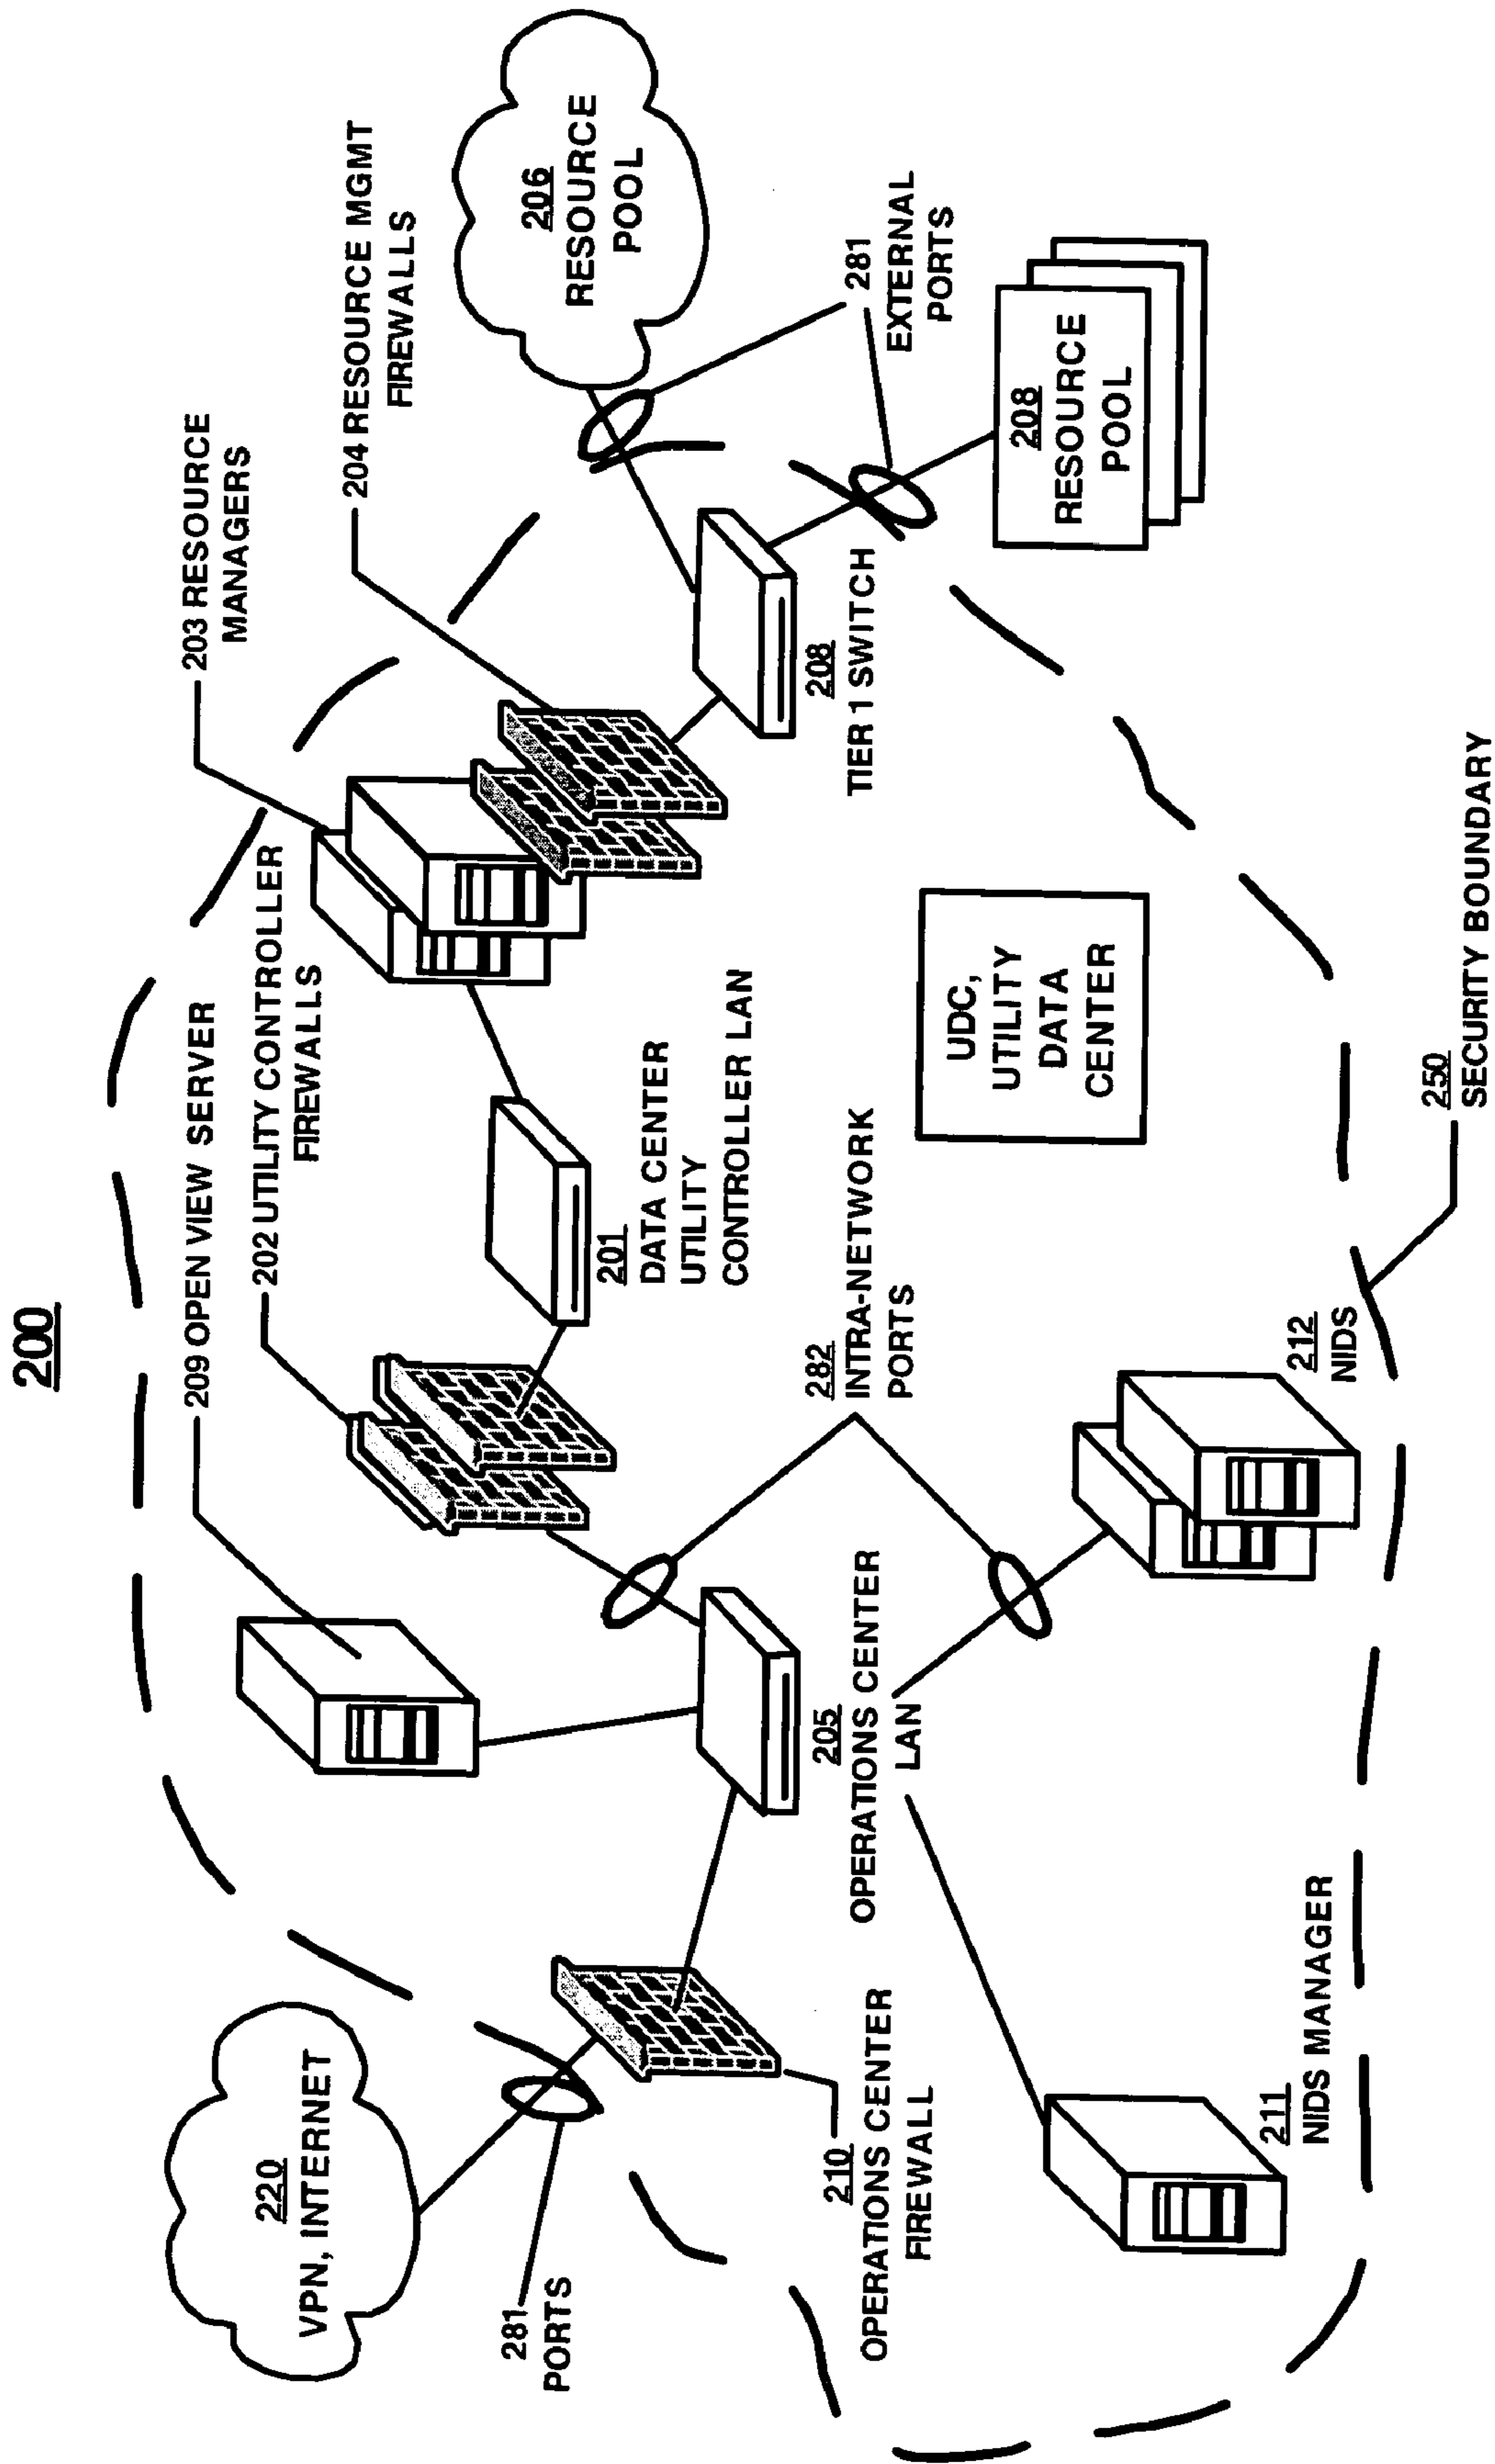 200
220
VPN, INTERNET
281
PORTS
210
OPERATIONS CENTER
FIREWALL
209 OPEN VIEW SERVER
202 UTILITY CONTROLLER
FIREWALLS
203 RESOURCE
MANAGERS
204 RESOURCE MGMT
FIREWALLS
206
RESOURCE
POOL
281
EXTERNAL
PORTS
208
RESOURCE
POOL
208
TIER 1 SWITCH
201
DATA CENTER
UTILITY
CONTROLLER LAN
205
OPERATIONS CENTER
LAN
282
INTRA-NETWORK
PORTS
UDC,
UTILITY
DATA
CENTER
211
NIDS MANAGER
212
NIDS
250
SECURITY BOUNDARY